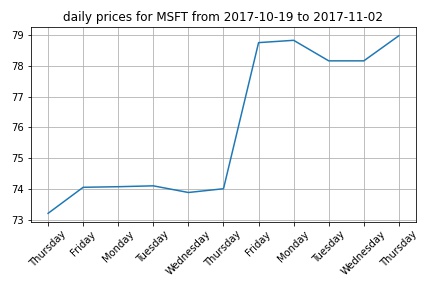 daily prices for MSFT from 2017-10-19 to 2017-11-02
79
78
77
76
75
74
73
Thursday
Friday
Monday
Tuesday
Wednesday
Thursday
Friday
Monday
Tuesday
Wednesday
Thursday